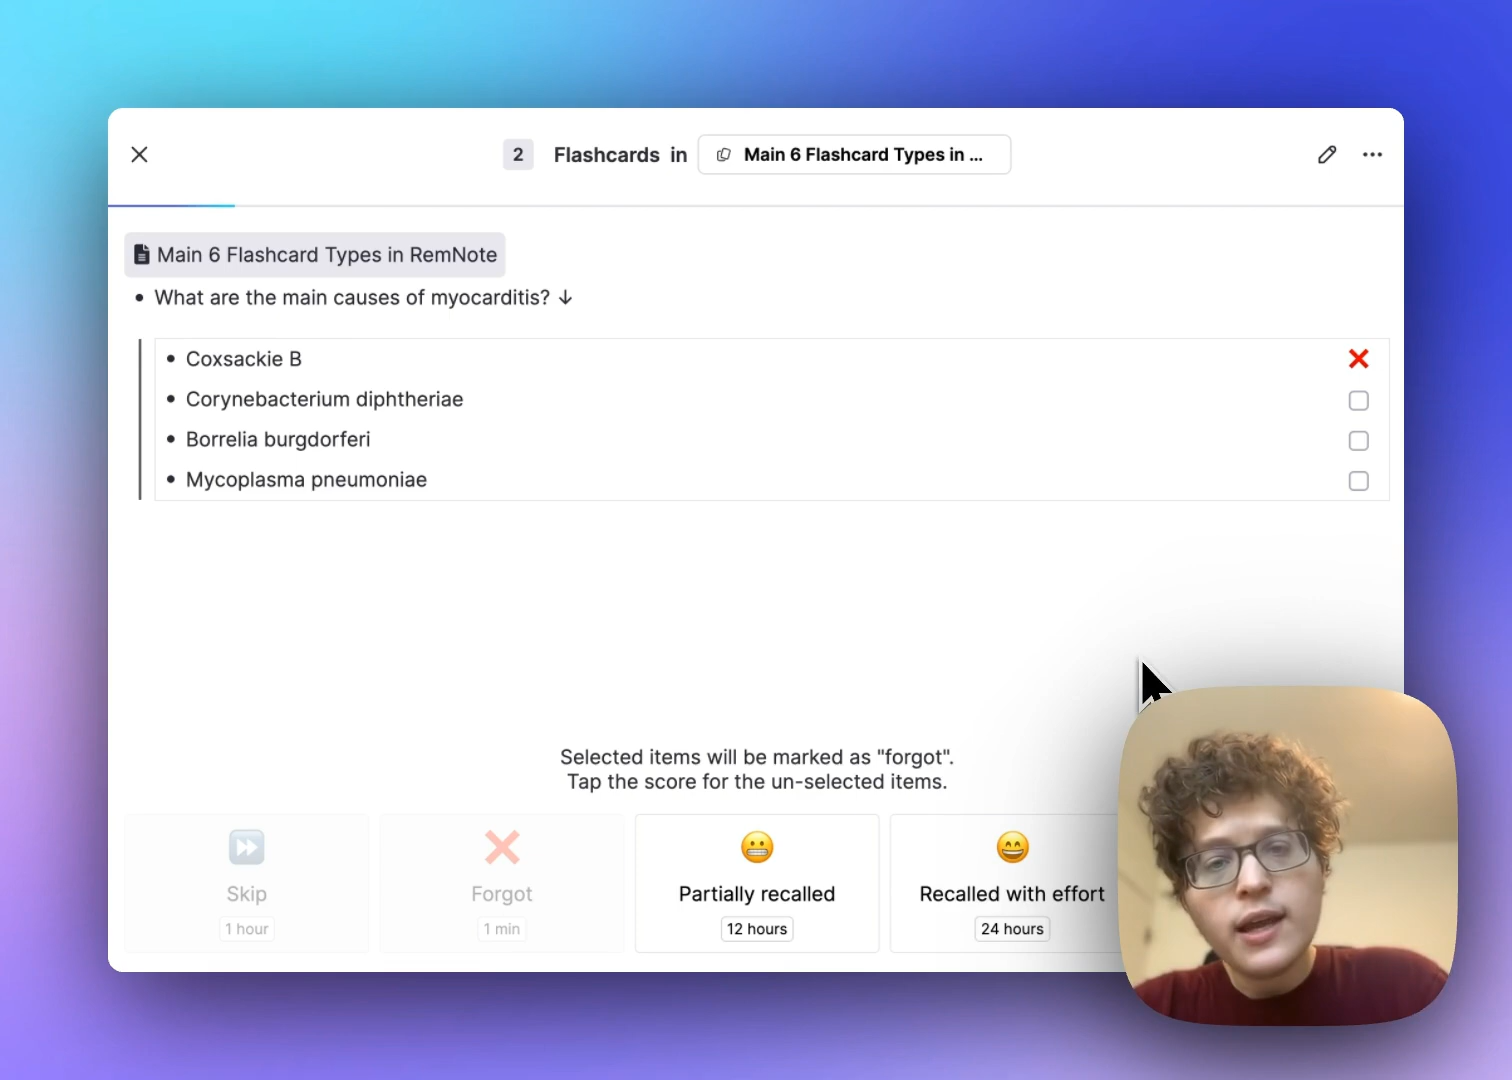 2 Flashcards in Main 6 Flashcard Types in ...
Main 6 Flashcard Types in RemNote
What are the main causes of myocarditis? ↓
Coxsackie B
Corynebacterium diphtheriae
Borrelia burgdorferi
Mycoplasma pneumoniae
Selected items will be marked as "forgot".
Tap the score for the un-selected items.
Skip
1 hour
Forgot
1 min
Partially recalled
12 hours
Recalled with effort
24 hours